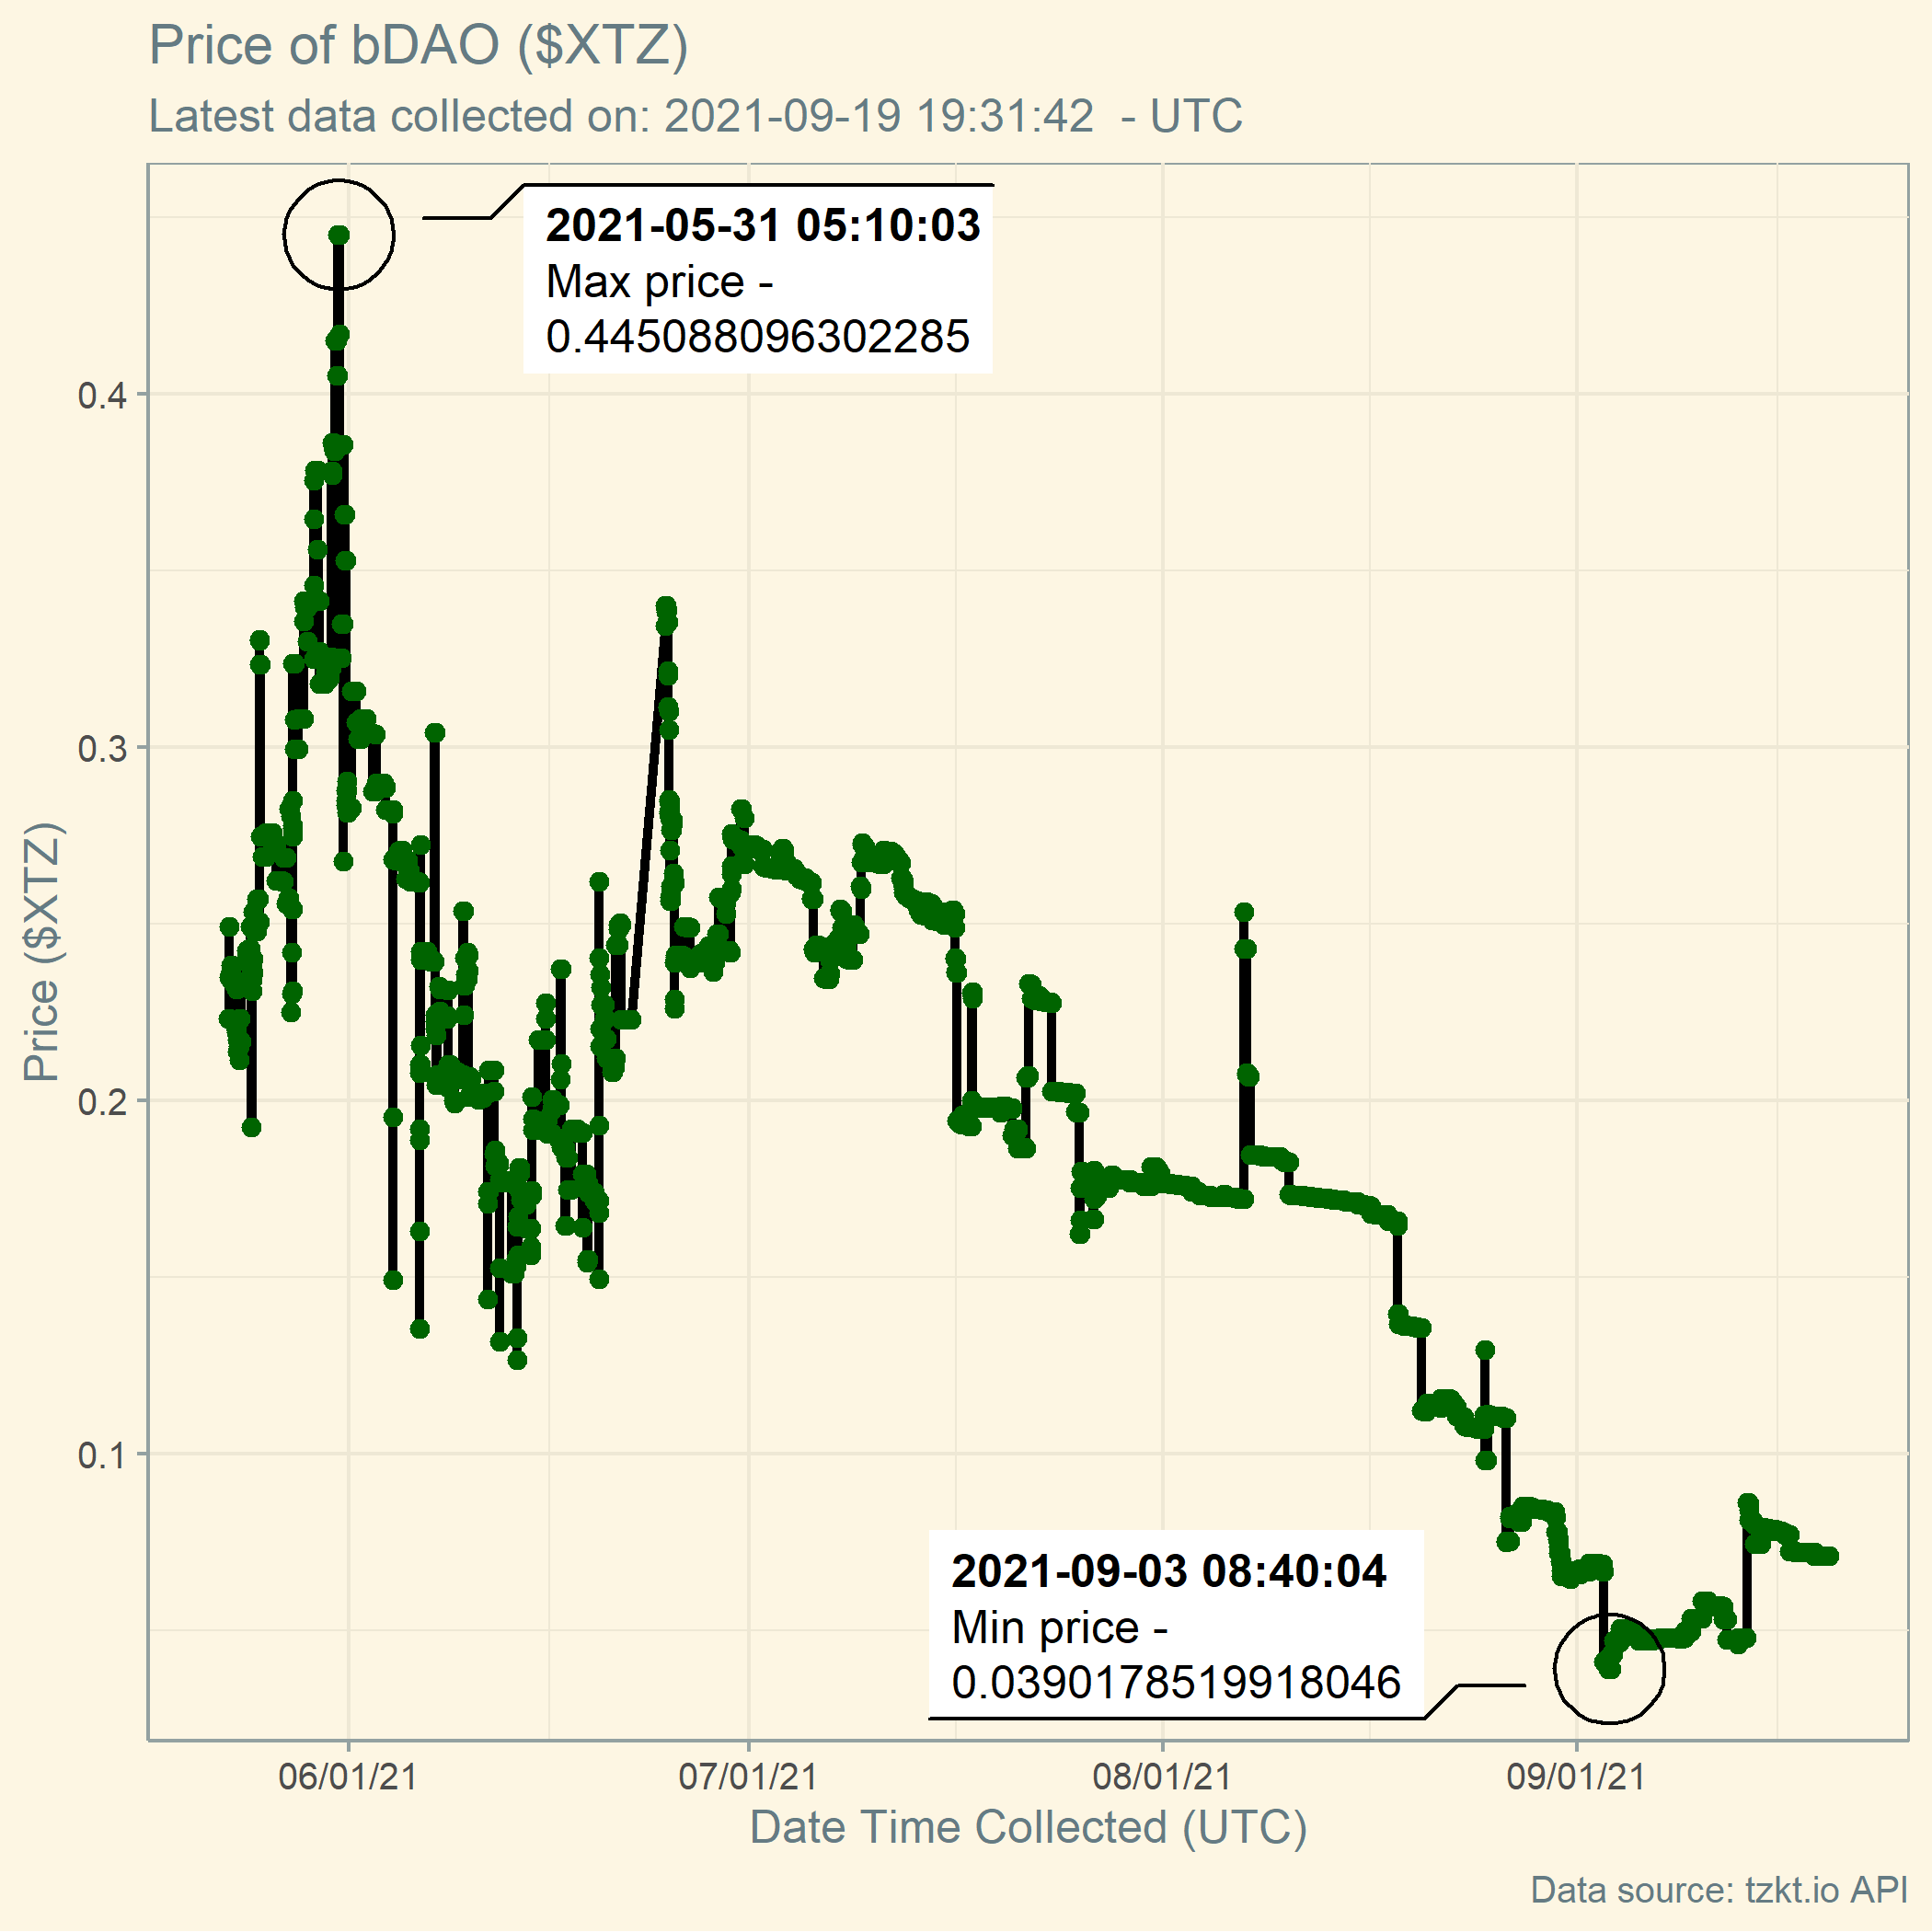 Price of bDAO ($XTZ)
Latest data collected on: 2021-09-19 19:31:42  - UTC
2021-05-31 05:10:03
Max price -
0.445088096302285
0.4
0.3
0.2
0.1
Price ($XTZ)
2021-09-03 08:40:04
Min price -
0.0390178519918046
06/01/21
07/01/21
08/01/21
09/01/21
Date Time Collected (UTC)
Data source: tzkt.io API